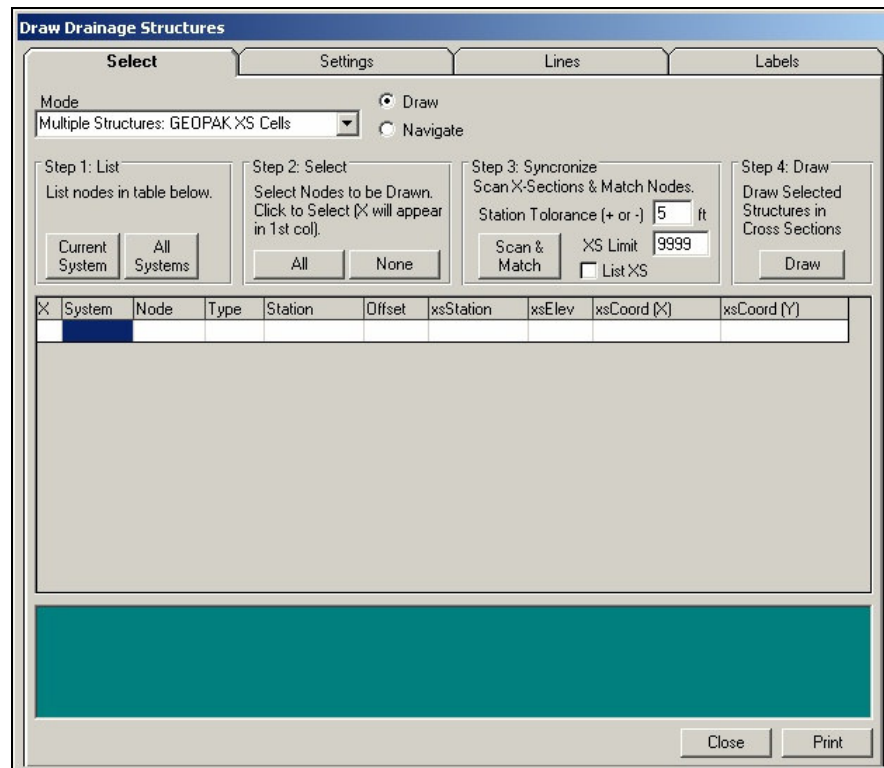 Draw Drainage Structures
Select
Settings
Lines
Labels
Mode
Multiple Structures: GEOPAK XS Cells
Draw
Navigate
Step 1: List
List nodes in table below.
Current
System
All
Systems
Step 2: Select
Select Nodes to be Drawn.
Click to Select (X will appear
in 1st col).
All
None
Step 3: Syncronize
Scan X-Sections & Match Nodes.
Station Tolorance (+ or -) 5 ft
Scan &
Match
XS Limit 9999
List XS
Step 4: Draw
Draw Selected
Structures in
Cross Sections
Draw
X System Node Type Station Offset xsStation xsElev xsCoord (X) xsCoord (Y)
Close
Print